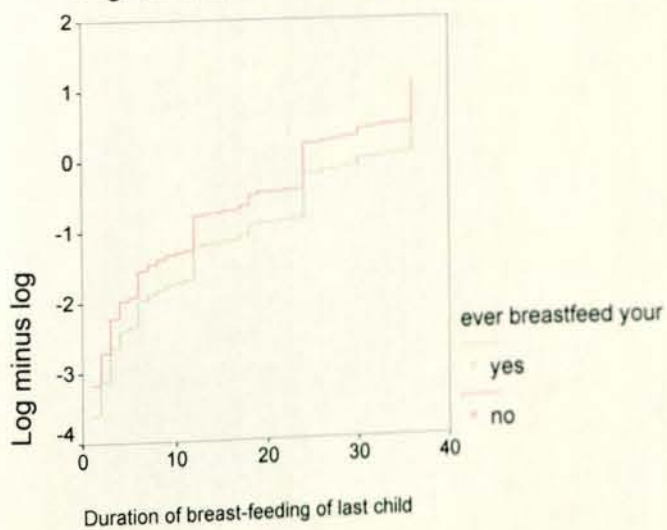 2
1
0
-1
-2
-3
-4
0 10 20 30 40
Log minus log
Duration of breast-feeding of last child
ever breastfeed your
yes
no